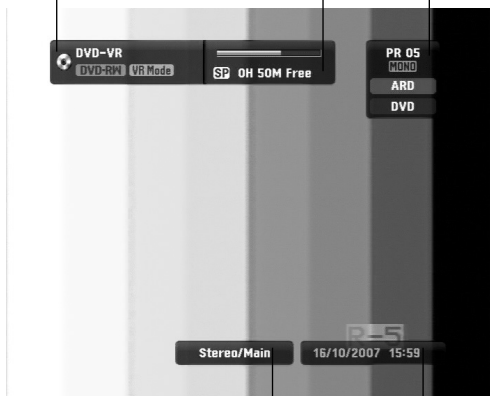 DVD-VR
DVD-RW VR Mode
SP 0H 50M Free
PR 05
MONO
ARD
DVD
R-5
Stereo/Main
16/10/2007 15:59